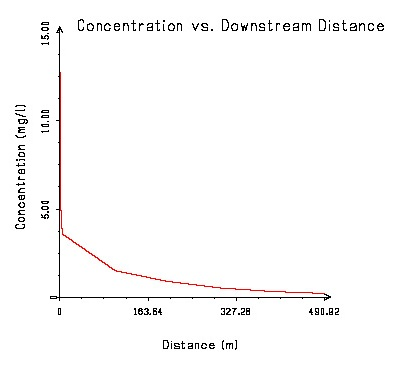 Concentration vs. Downstream Distance
15.00
10.00
5.00
0
Concentration (mg/l)
0
163.64
327.28
490.92
Distance (m)